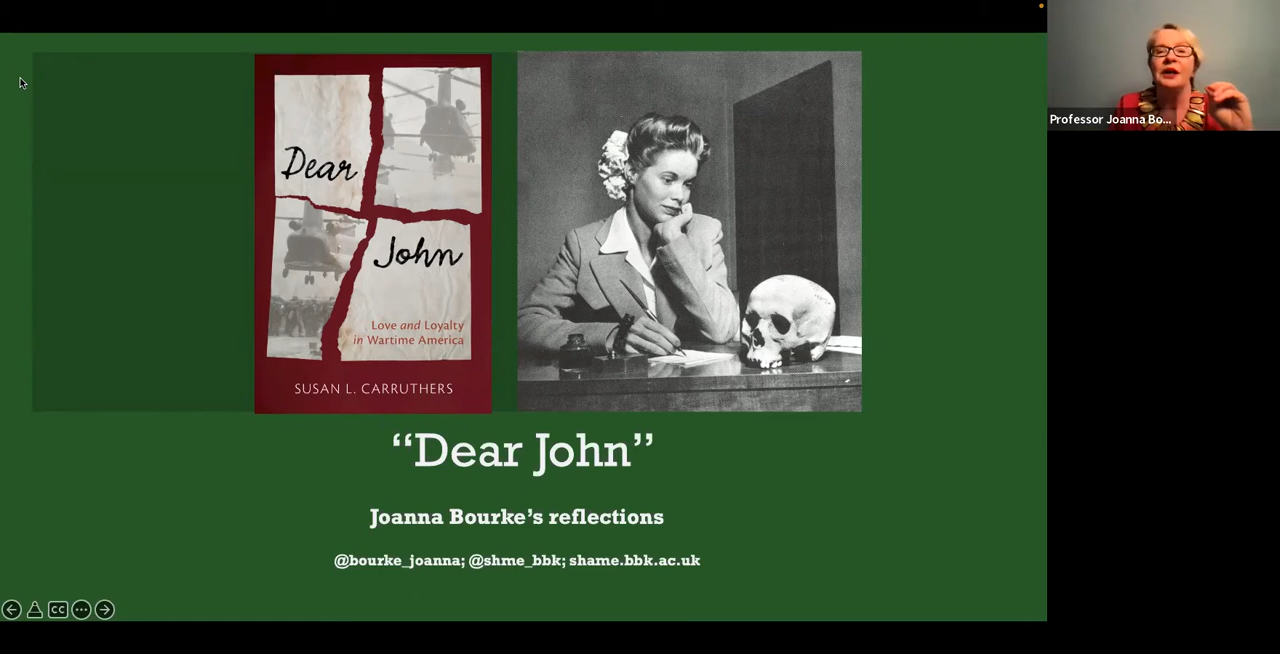 Dear
John
Love and Loyalty
in Wartime America
SUSAN L. CARRUTHERS
“Dear John”
Joanna Bourke’s reflections
@bourke_joanna; @shme_bbk; shame.bbk.ac.uk
CC
Professor Joanna Bo...